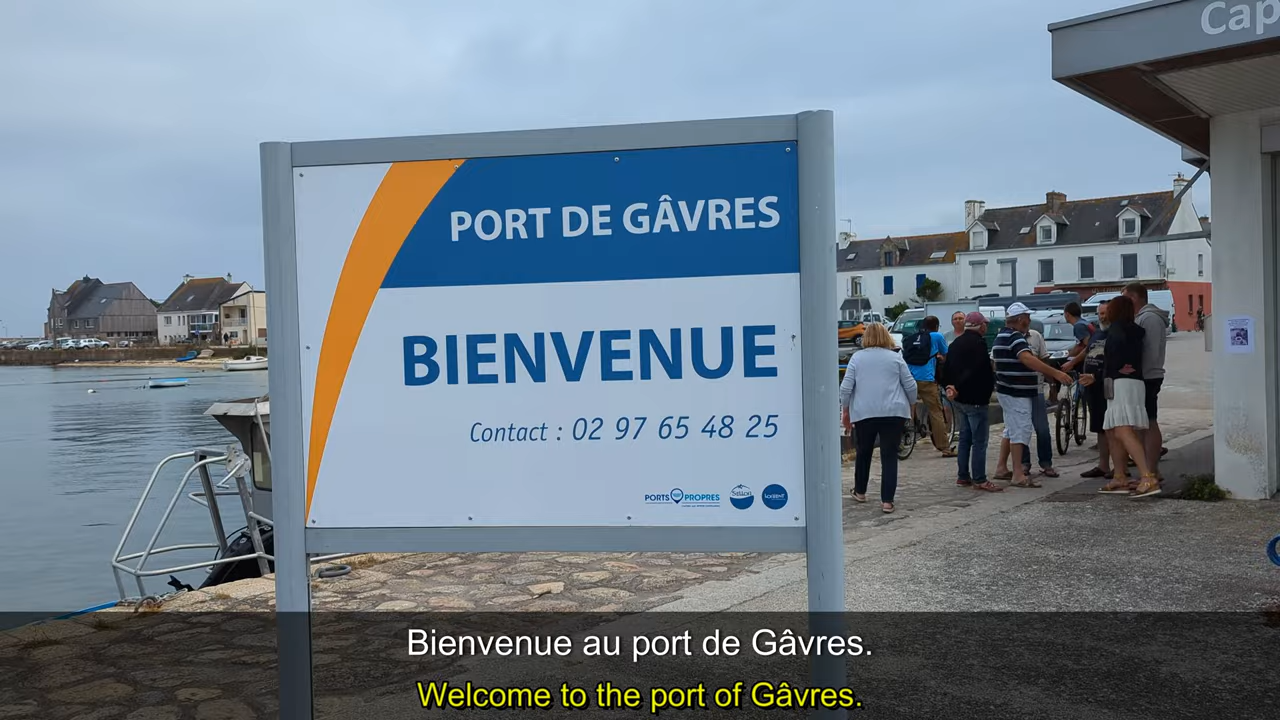 Cap
PORT DE GÂVRES
BIENVENUE
Contact : 02 97 65 48 25
PORTS PROPRES
Bienvenue au port de Gâvres.
Welcome to the port of Gâvres.